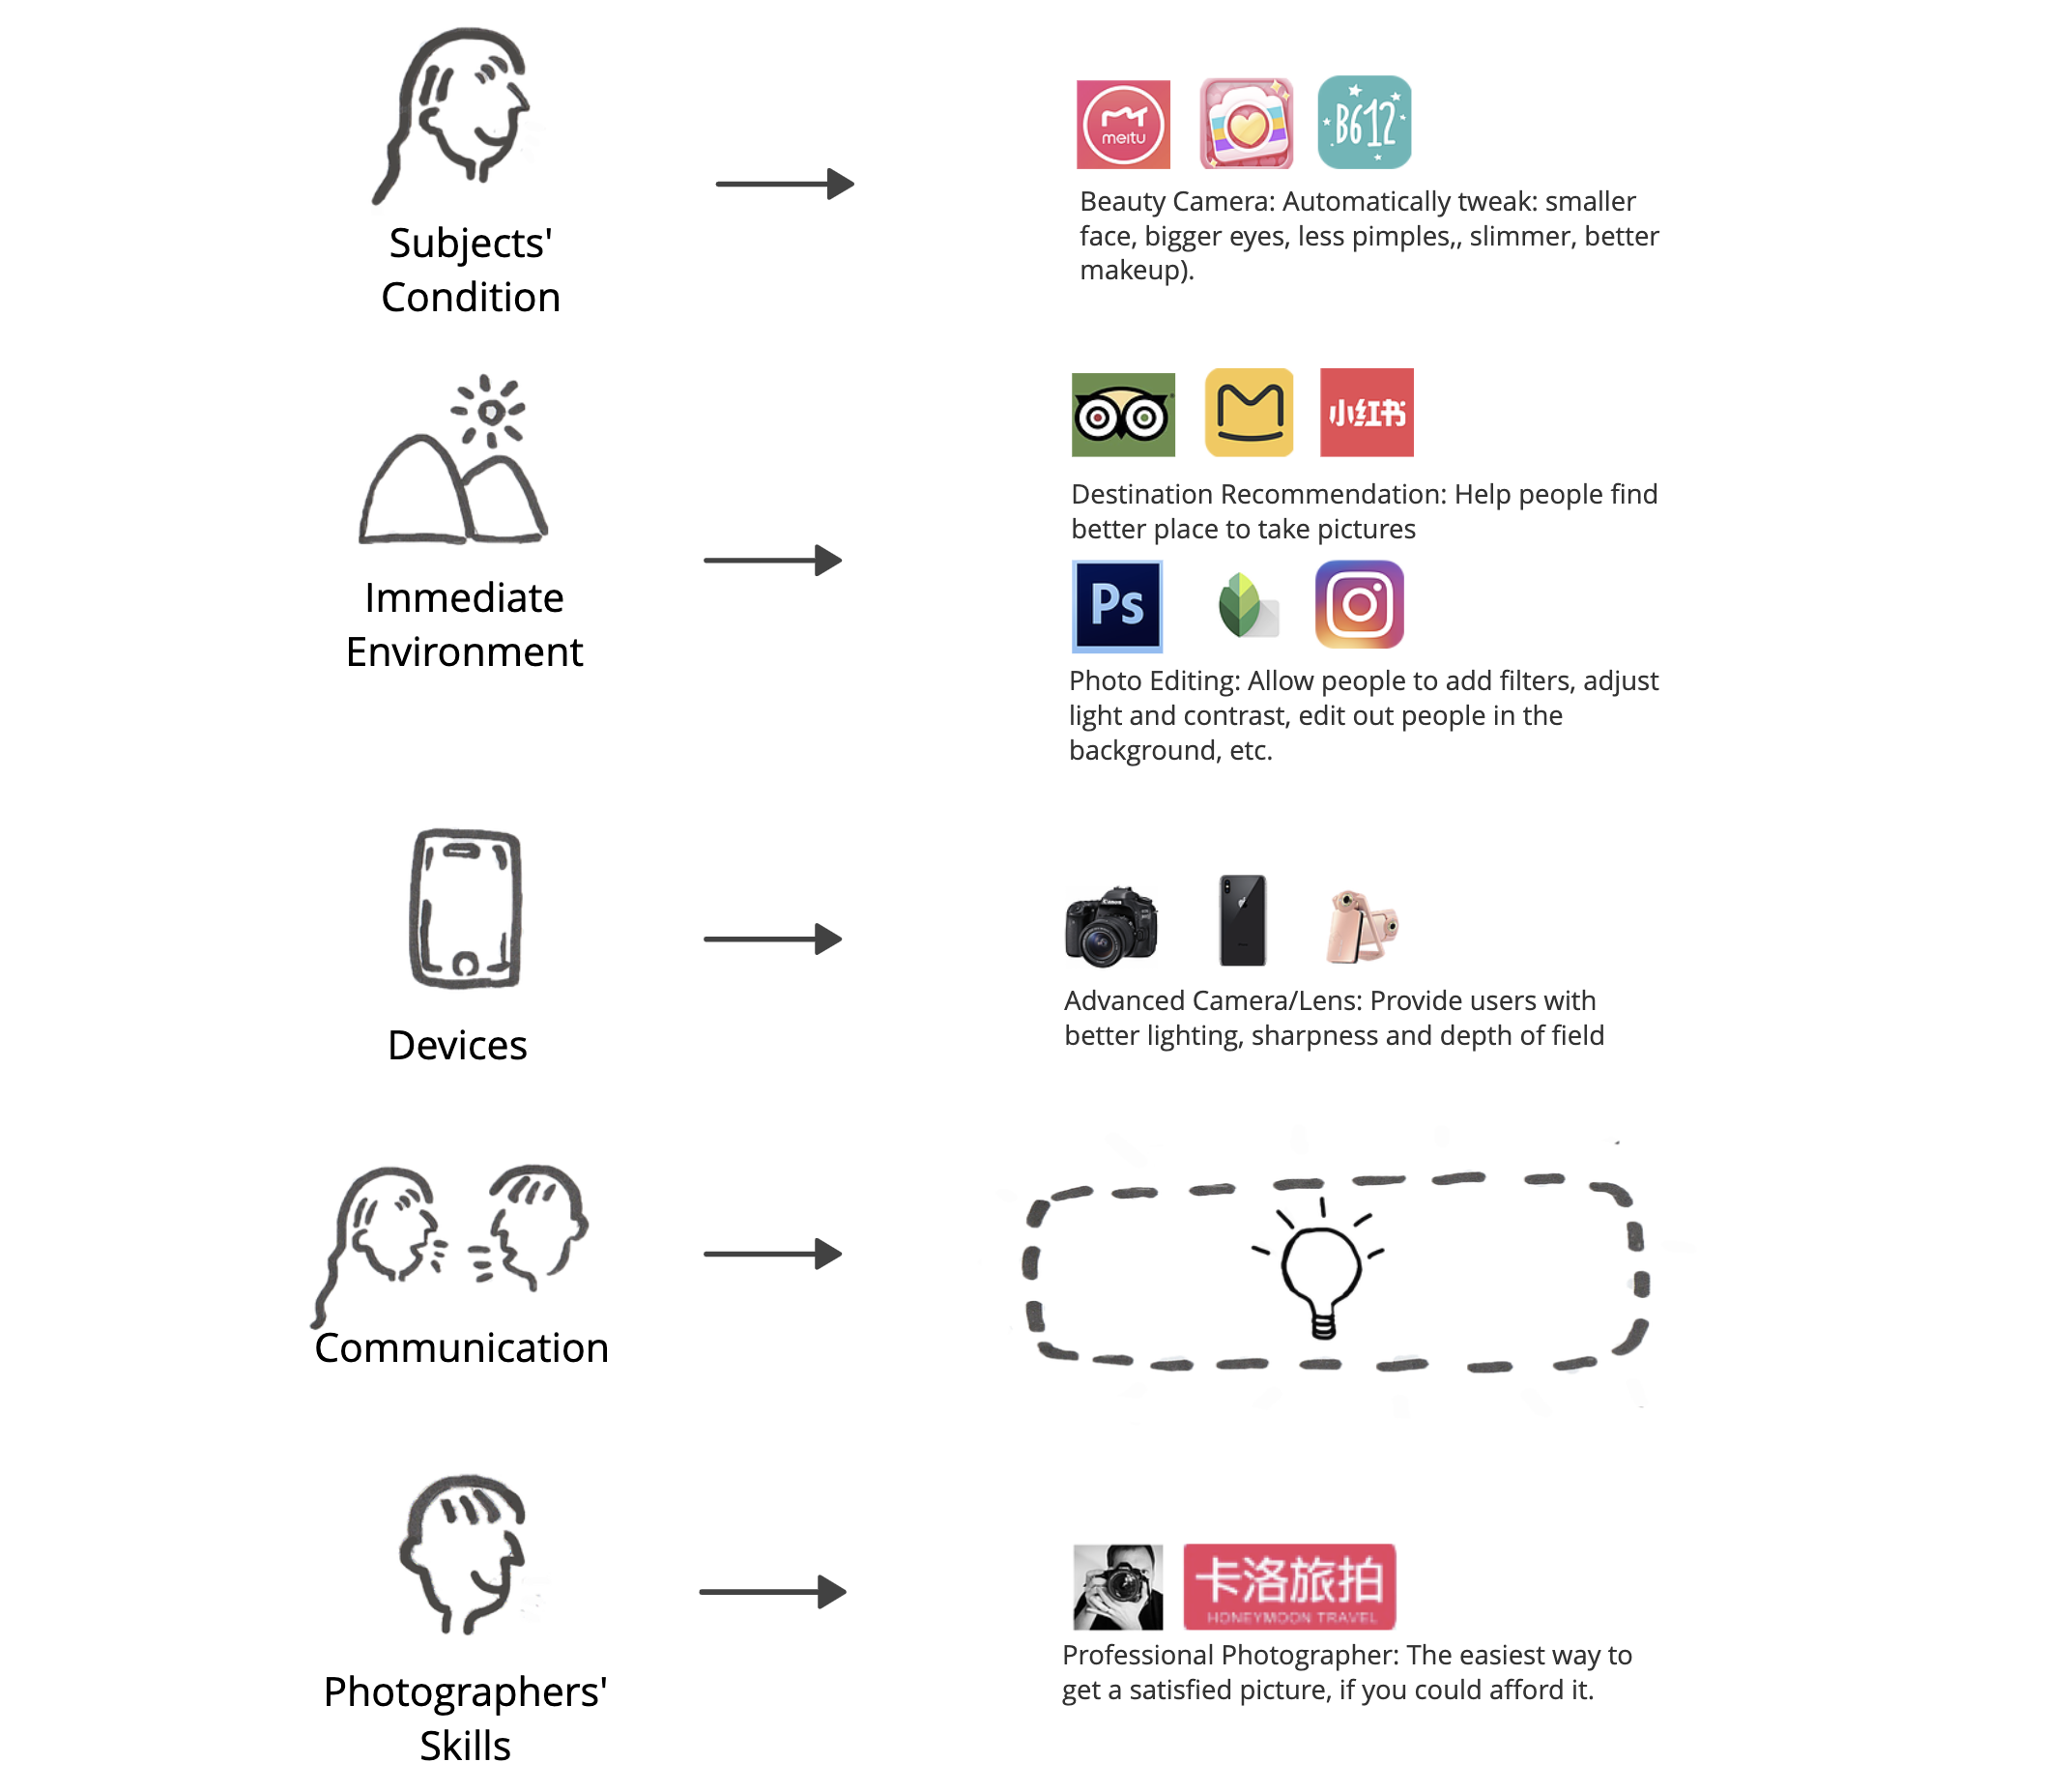 meitu
B612
Beauty Camera: Automatically tweak: smaller
face, bigger eyes, less pimples,, slimmer, better
makeup).
Subjects'
Condition
小红书
Destination Recommendation: Help people find
better place to take pictures
Immediate
Environment
Ps
Photo Editing: Allow people to add filters, adjust
light and contrast, edit out people in the
background, etc.
Canon
Advanced Camera/Lens: Provide users with
better lighting, sharpness and depth of field
Devices
Communication
卡洛旅拍
HONEYMOON TRAVEL
Professional Photographer: The easiest way to
get a satisfied picture, if you could afford it.
Photographers'
Skills